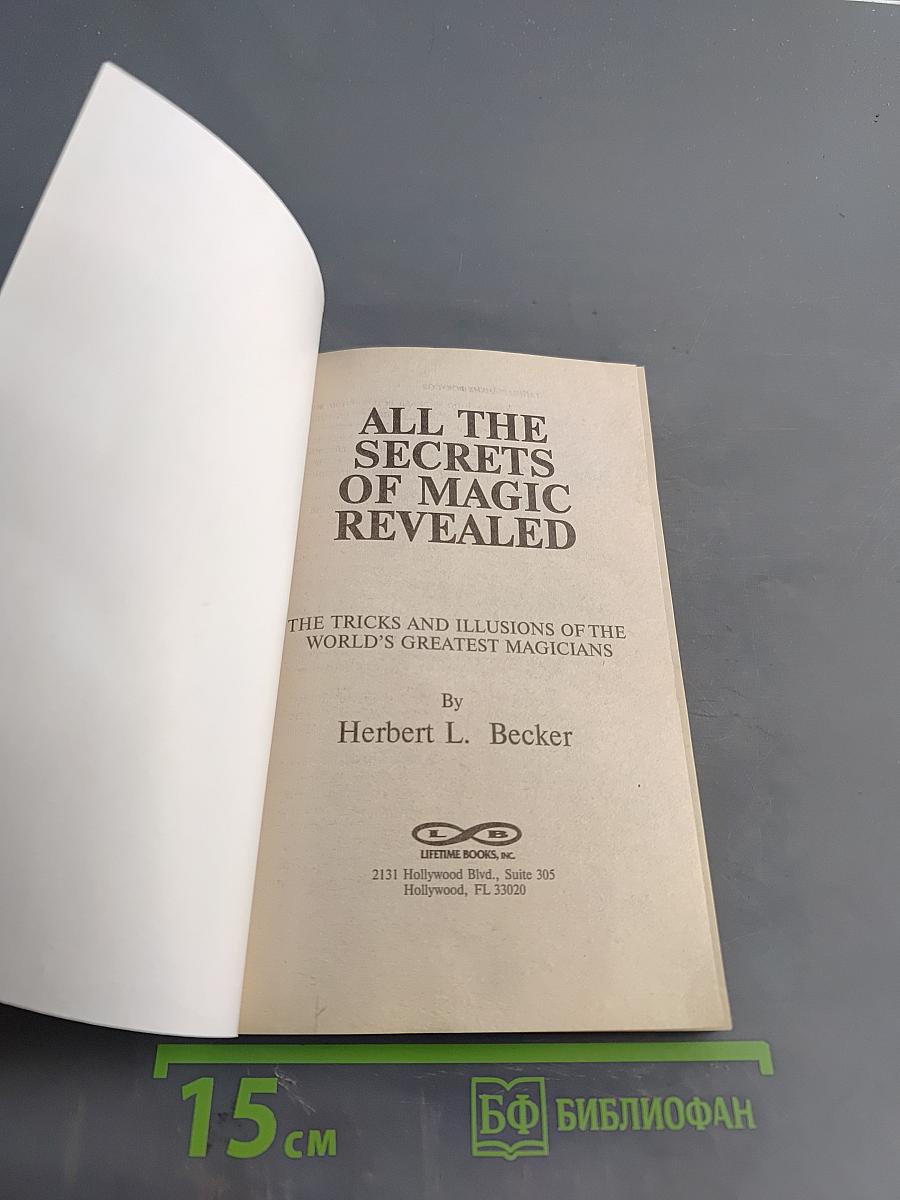 ALL THE
SECRETS
OF MAGIC
REVEALED
THE TRICKS AND ILLUSIONS OF THE
WORLD'S GREATEST MAGICIANS
By
Herbert L. Becker
L B
LIFETIME BOOKS, INC.
2131 Hollywood Blvd., Suite 305
Hollywood, FL 33020
15 см
БФ БИБЛИОФАН